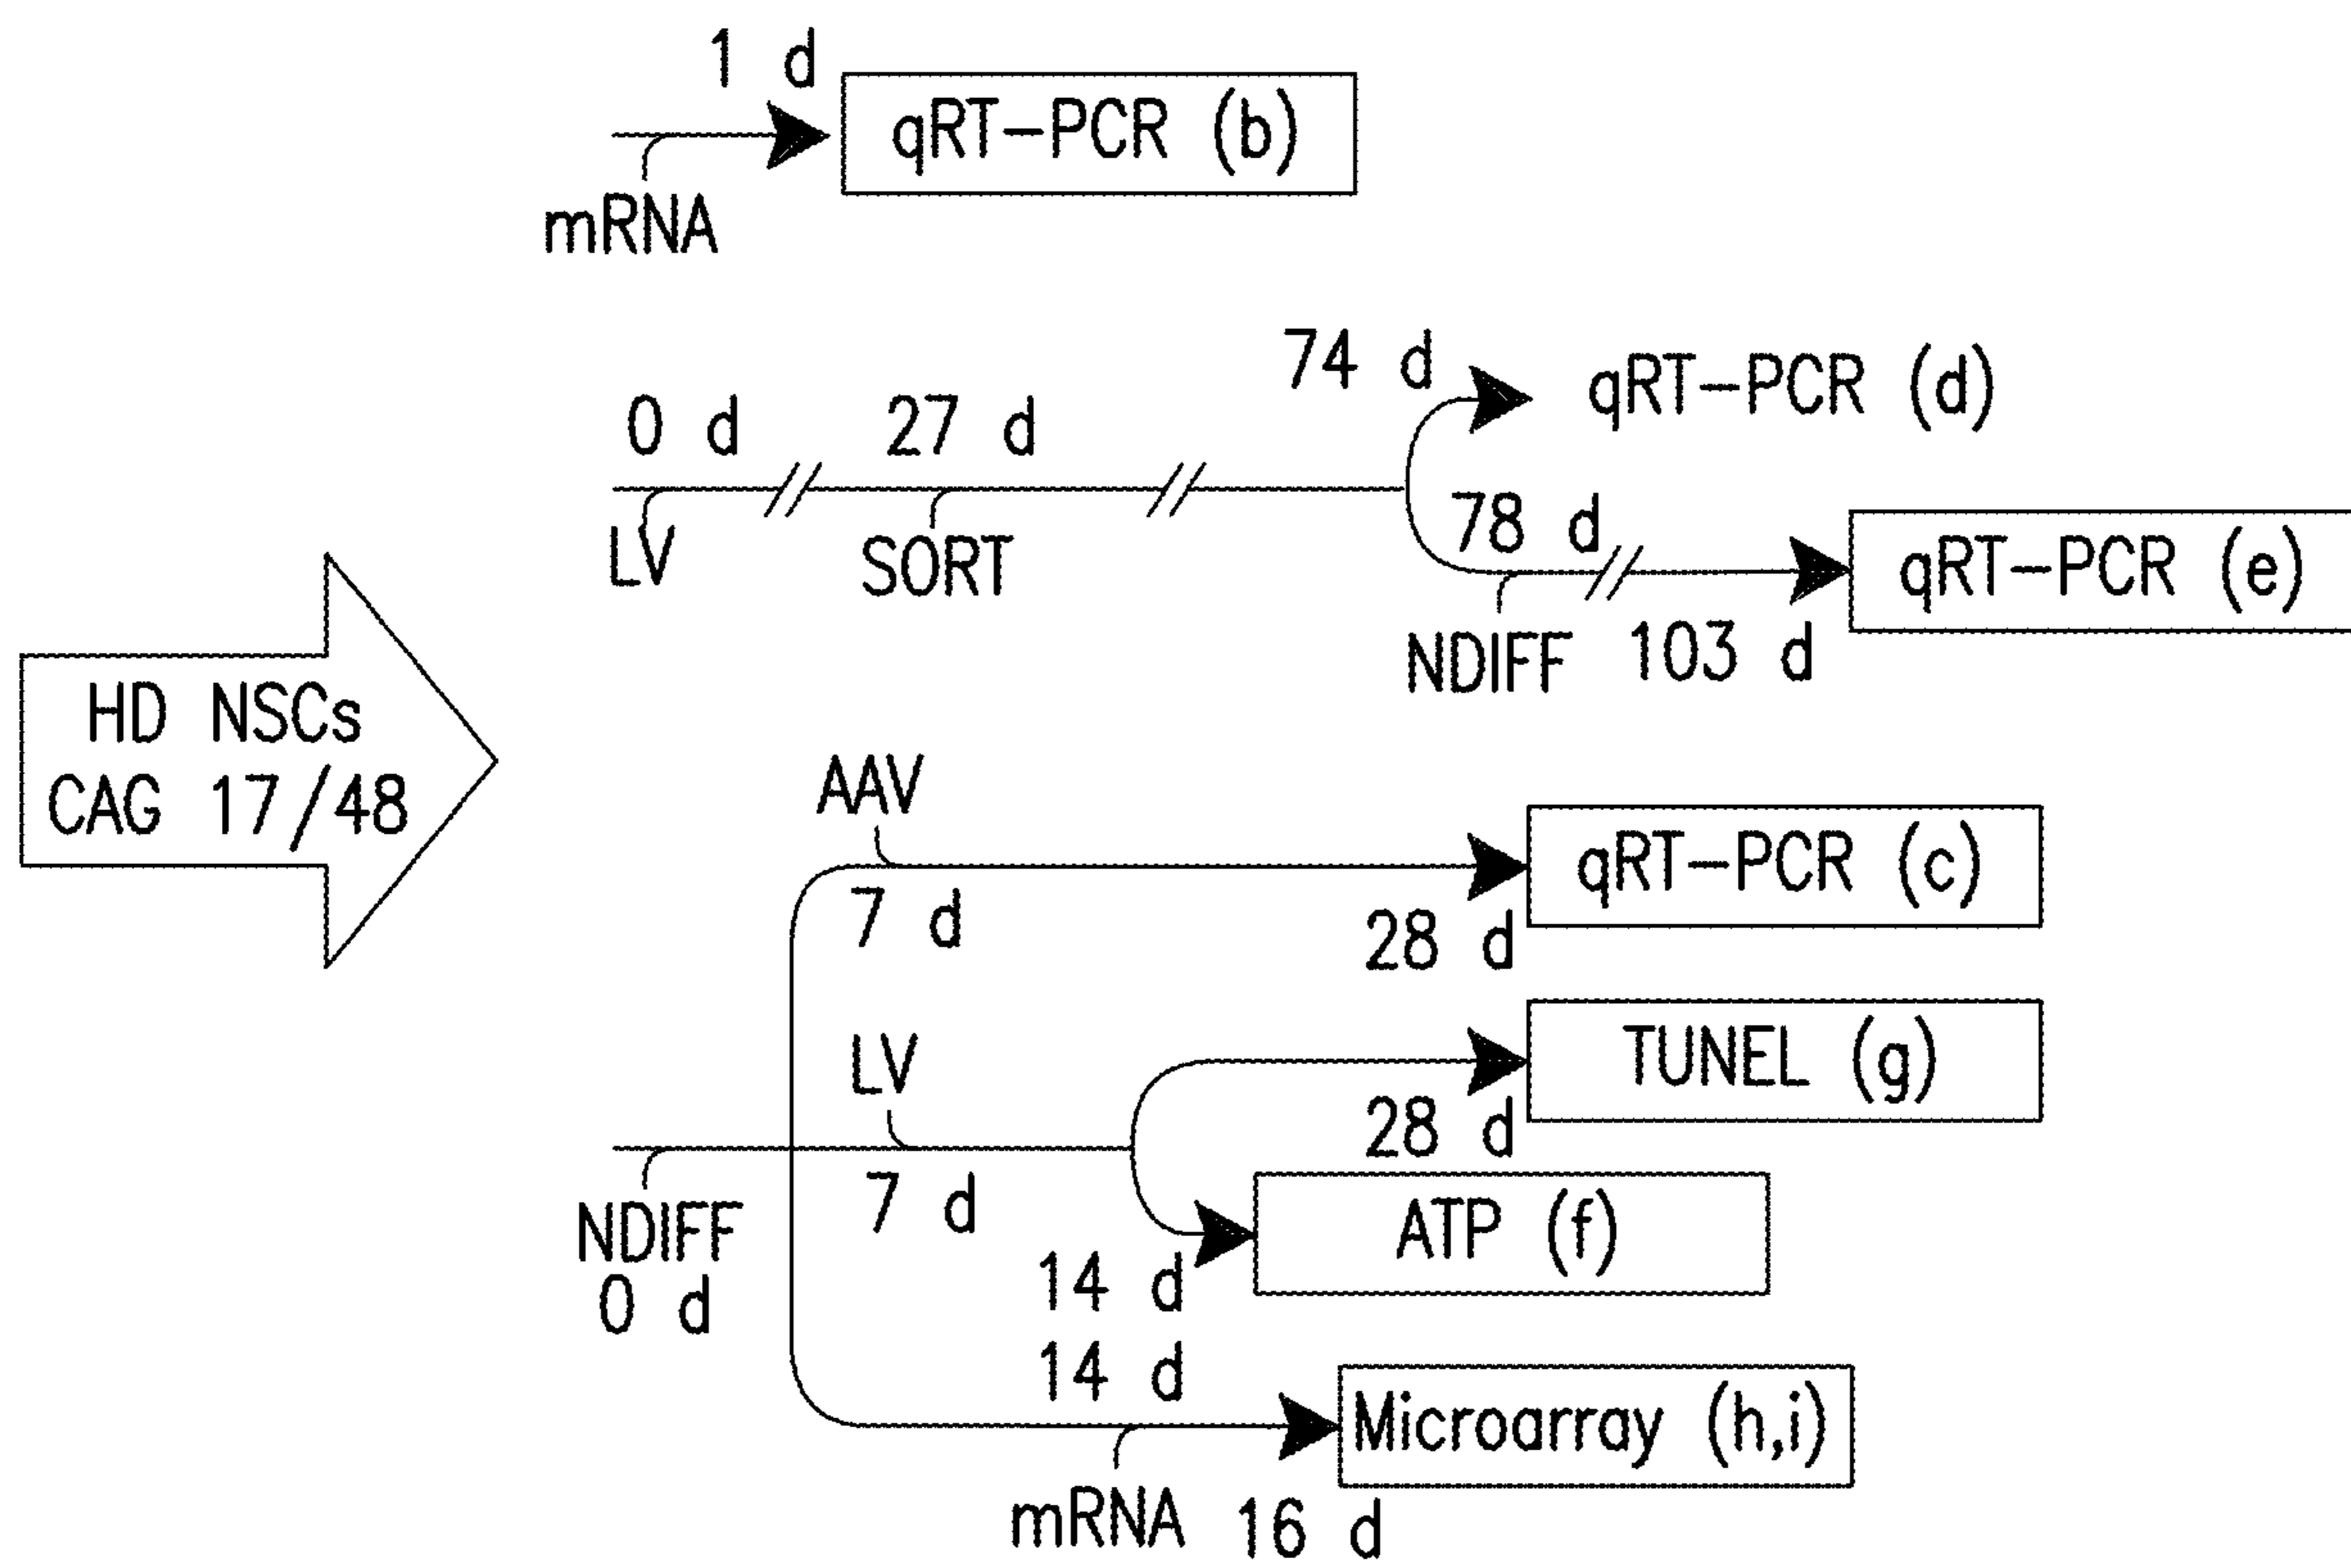 1 d
qRT-PCR (b)
mRNA
74 d
qRT-PCR (d)
0 d
27 d
78 d
LV
SORT
qRT-PCR (e)
NDIFF
103 d
HD NSCs
CAG 17/48
AAV
qRT-PCR (c)
7 d
28 d
LV
TUNEL (g)
28 d
7 d
NDIFF
0 d
ATP (f)
14 d
14 d
Microarray (h,i)
mRNA
16 d